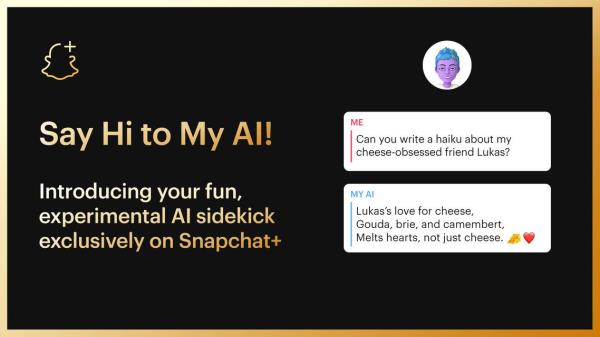 Say Hi to My AI!
Introducing your fun,
experimental AI sidekick
exclusively on Snapchat+
ME
Can you write a haiku about my
cheese-obsessed friend Lukas?
MY AI
Lukas’s love for cheese,
Gouda, brie, and camembert,
Melts hearts, not just cheese. 🧀❤️